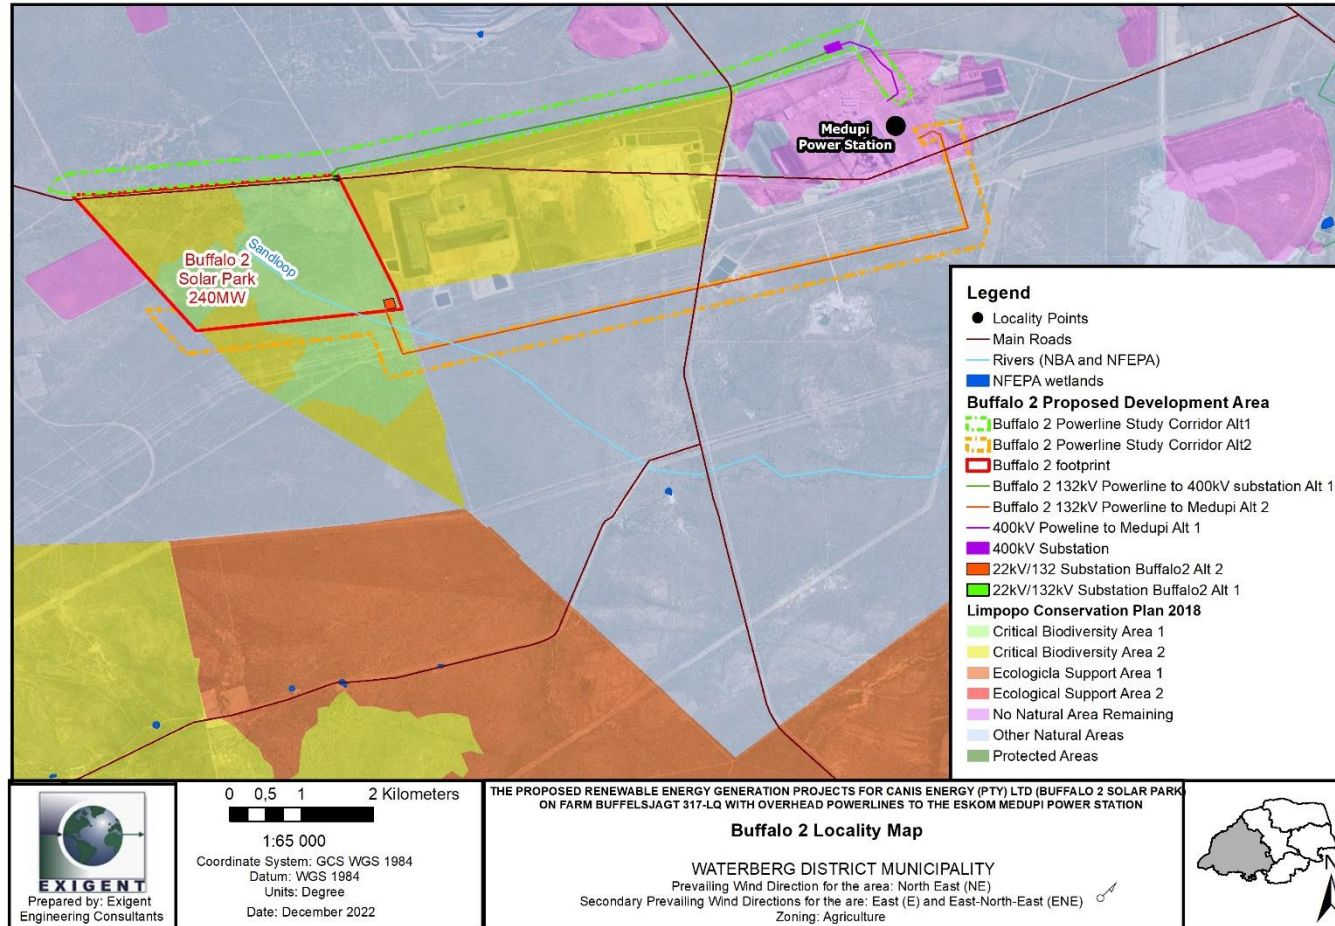 Medupi
Power Station
Sandloop
Buffalo 2
Solar Park
240MW
Legend
Locality Points
Main Roads
Rivers (NBA and NFEPA)
NFEPA wetlands
Buffalo 2 Proposed Development Area
Buffalo 2 Powerline Study Corridor Alt1
Buffalo 2 Powerline Study Corridor Alt2
Buffalo 2 footprint
Buffalo 2 132kV Powerline to 400kV substation Alt 1
Buffalo 2 132kV Powerline to Medupi Alt 2
400kV Poweline to Medupi Alt 1
400kV Substation
22kV/132 Substation Buffalo2 Alt 2
22kV/132kV Substation Buffalo2 Alt 1
Limpopo Conservation Plan 2018
Critical Biodiversity Area 1
Critical Biodiversity Area 2
Ecologicla Support Area 1
Ecological Support Area 2
No Natural Area Remaining
Other Natural Areas
Protected Areas
EXIGENT
Prepared by: Exigent
Engineering Consultants
0 0,5 1 2 Kilometers
1:65 000
Coordinate System: GCS WGS 1984
Datum: WGS 1984
Units: Degree
Date: December 2022
THE PROPOSED RENEWABLE ENERGY GENERATION PROJECTS FOR CANIS ENERGY (PTY) LTD (BUFFALO 2 SOLAR PARK)
ON FARM BUFFELSJAGT 317-LQ WITH OVERHEAD POWERLINES TO THE ESKOM MEDUPI POWER STATION
Buffalo 2 Locality Map
WATERBERG DISTRICT MUNICIPALITY
Prevailing Wind Direction for the area: North East (NE)
Secondary Prevailing Wind Directions for the are: East (E) and East-North-East (ENE)
Zoning: Agriculture